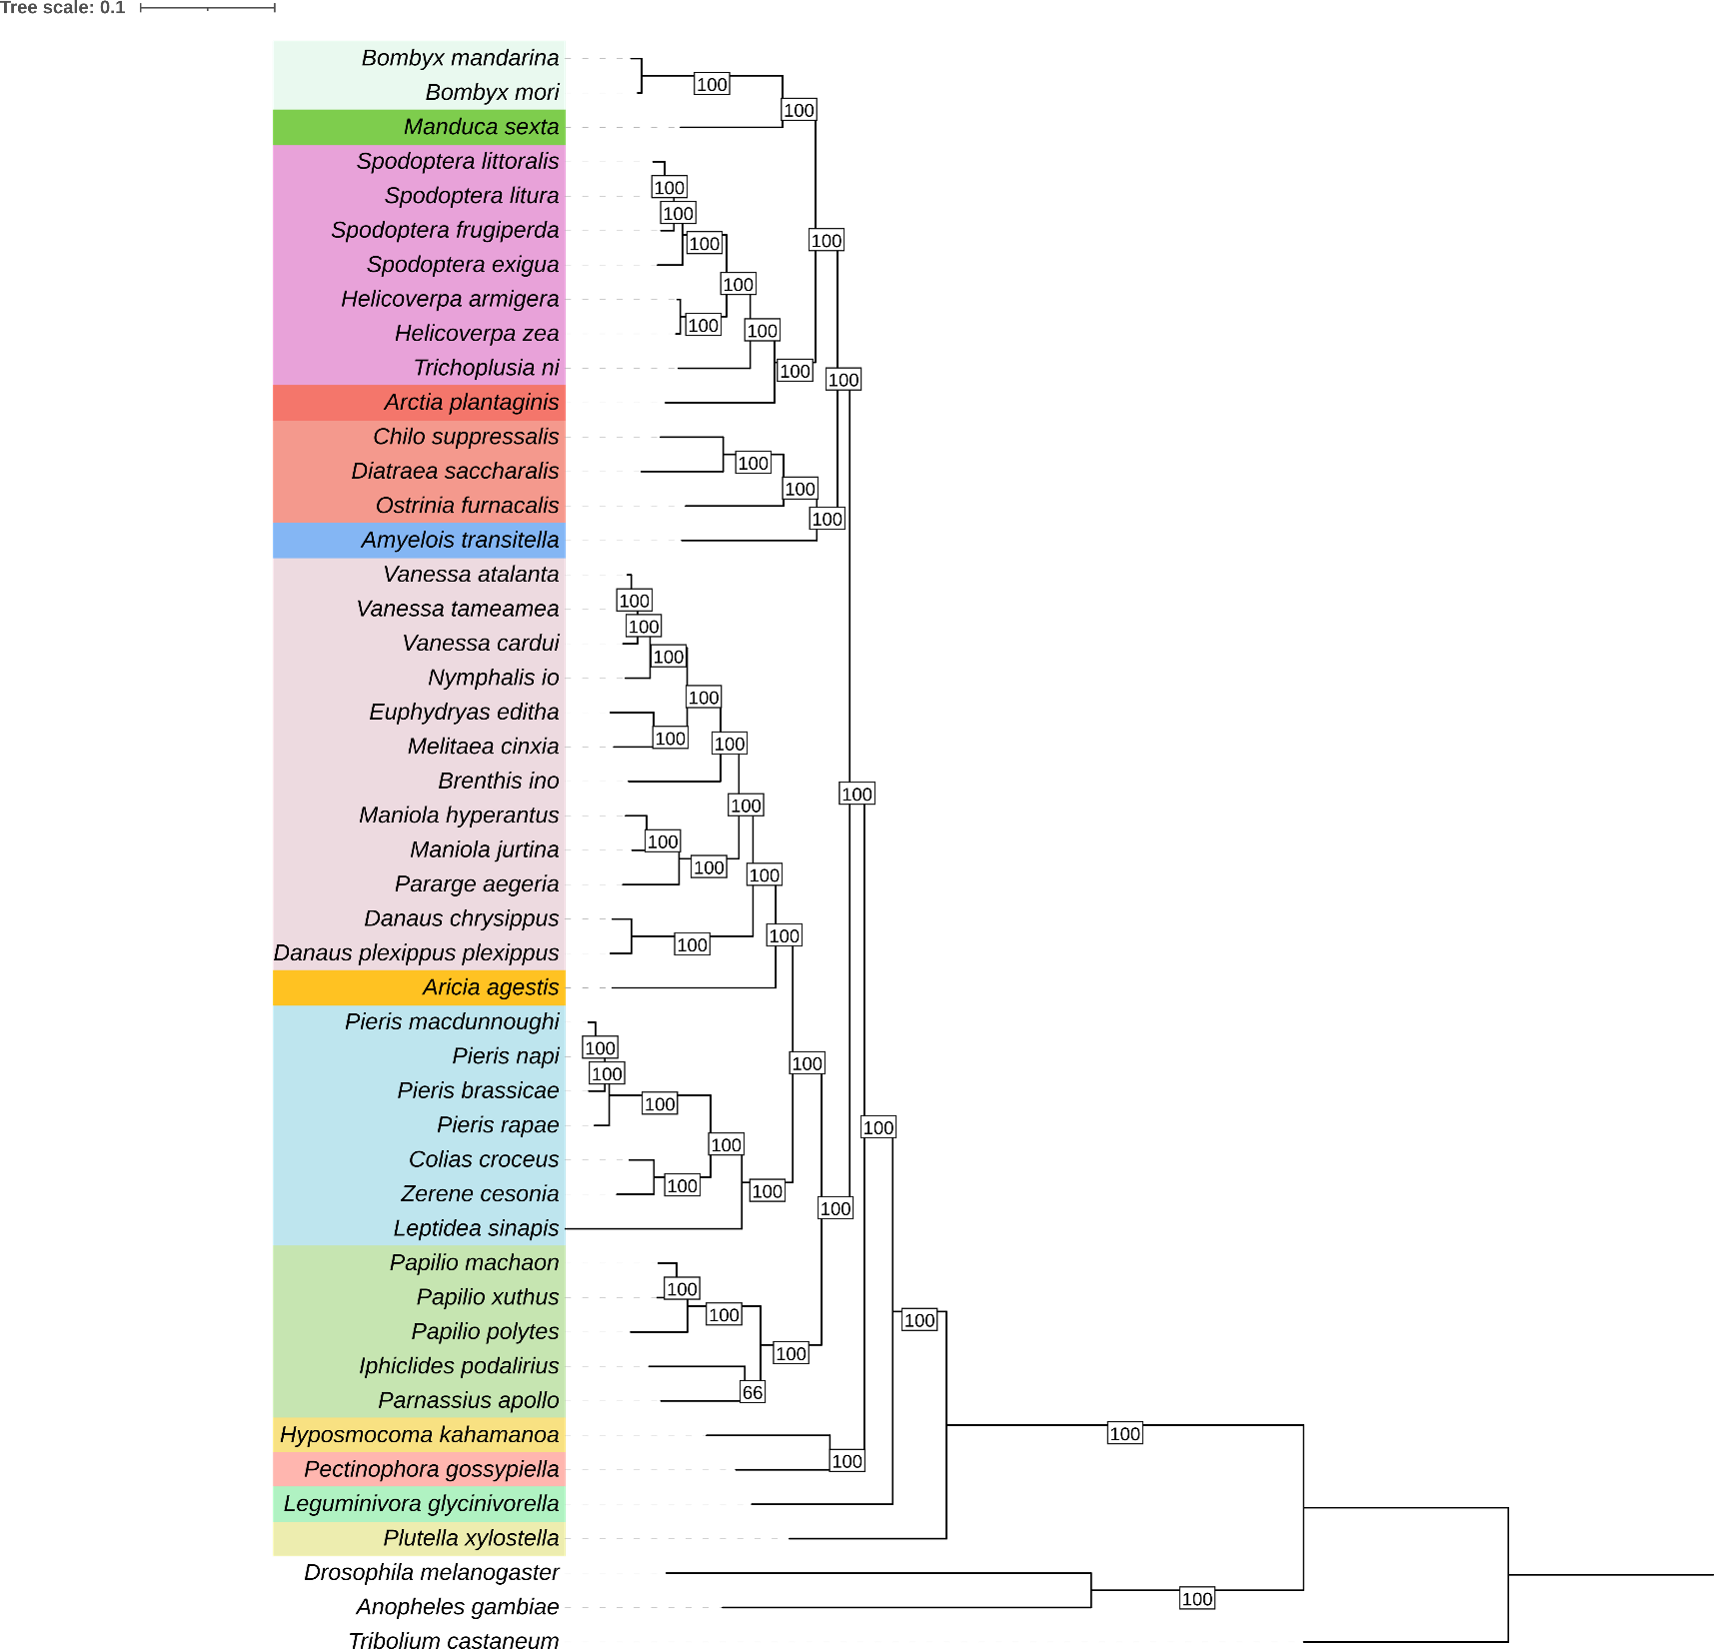 Tree scale: 0.1
Bombyx mandarina
100
Bombyx mori
100
Manduca sexta
Spodoptera littoralis
100
Spodoptera litura
100
Spodoptera frugiperda
100
100
Spodoptera exigua
100
Helicoverpa armigera
100
Helicoverpa zea
100
Trichoplusia ni
100
100
Arctia plantaginis
Chilo suppressalis
100
Diatraea saccharalis
100
Ostrinia furnacalis
100
Amyelois transitella
Vanessa atalanta
100
Vanessa tameamea
100
Vanessa cardui
100
Nymphalis io
100
Euphydryas editha
100
Melitaea cinxia
100
Brenthis ino
100
100
Maniola hyperantus
100
Maniola jurtina
100
Pararge aegeria
100
Danaus chrysippus
100
100
Danaus plexippus plexippus
Aricia agestis
Pieris macdunnoughi
100
Pieris napi
100
100
Pieris brassicae
100
Pieris rapae
100
100
Colias croceus
100
100
Zerene cesonia
100
Leptidea sinapis
Papilio machaon
100
Papilio xuthus
100
100
Papilio polytes
100
Iphiclides podalirius
66
Parnassius apollo
100
Hyposmocoma kahamanoa
100
Pectinophora gossypiella
Leguminivora glycinivorella
Plutella xylostella
Drosophila melanogaster
100
Anopheles gambiae
Tribolium castaneum